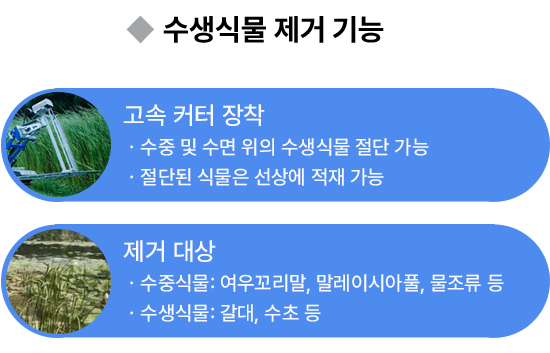 ◆ 수생식물 제거 기능
고속 커터 장착
· 수중 및 수면 위의 수생식물 절단 가능
· 절단된 식물은 선상에 적재 가능
제거 대상
· 수중식물: 여우꼬리말, 말레이시아풀, 물조류 등
· 수생식물: 갈대, 수초 등